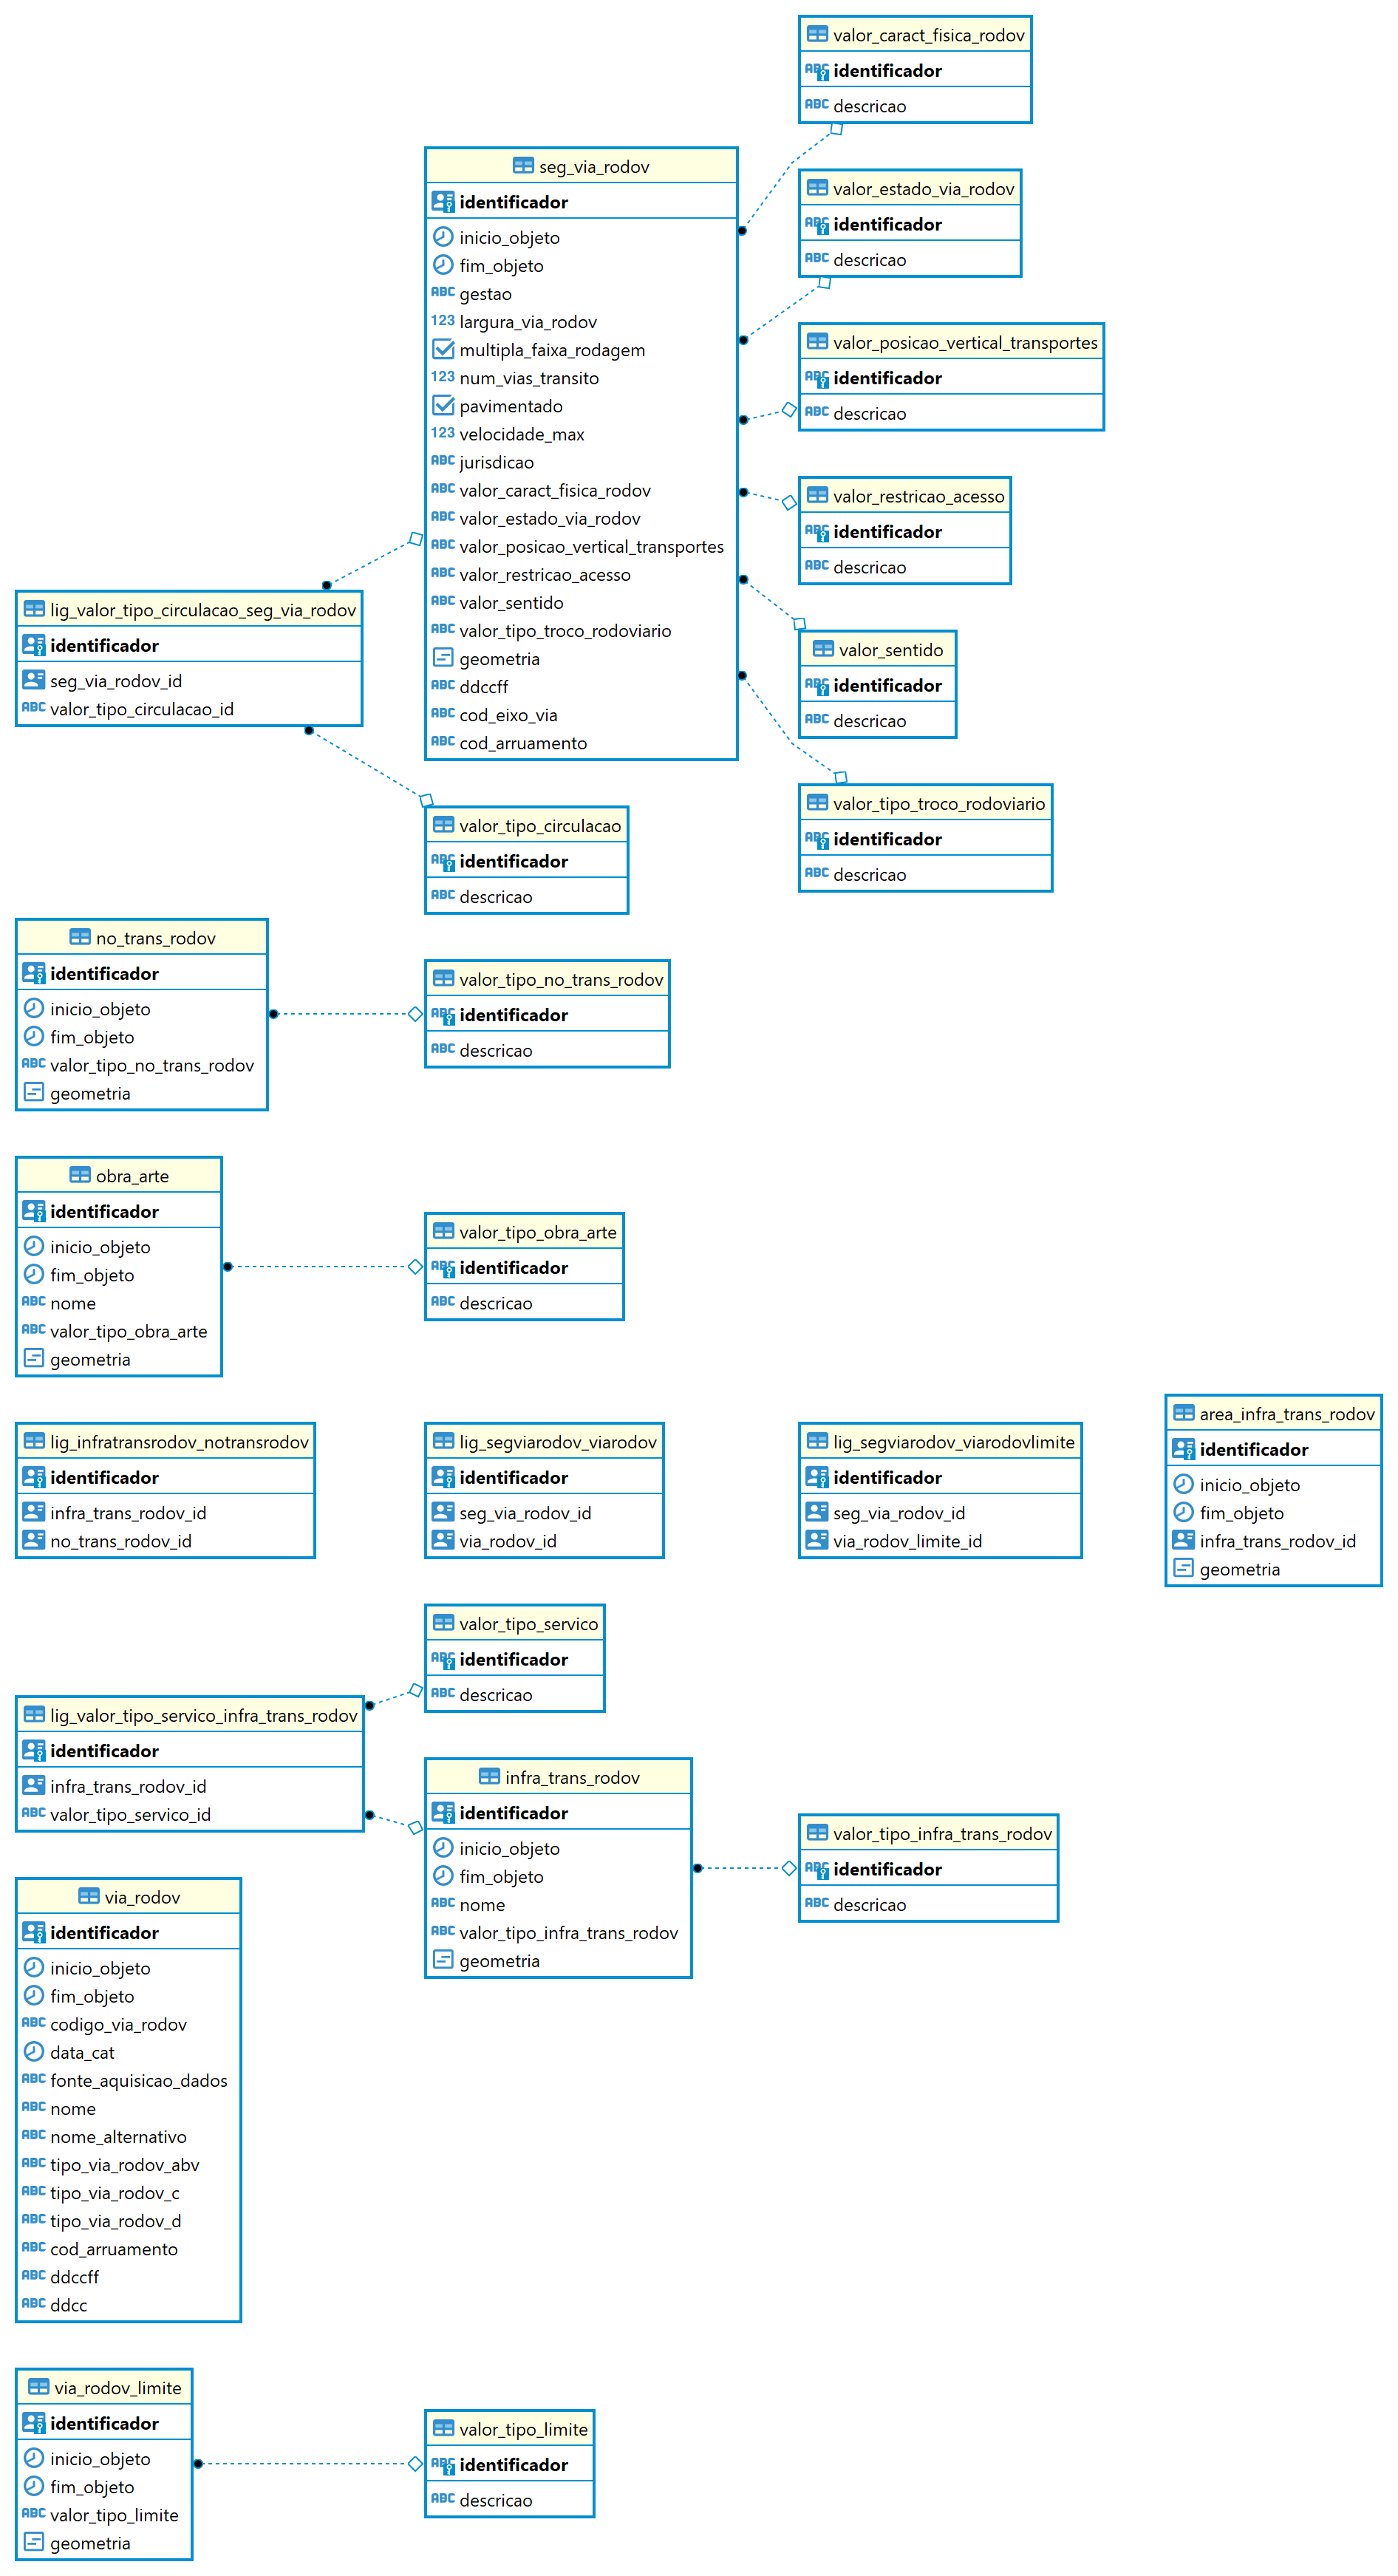 valor_caract_fisica_rodov
identificador
descricao
seg_via_rodov
identificador
inicio_objeto
fim_objeto
gestao
largura_via_rodov
multipla_faixa_rodagem
num_vias_transito
pavimentado
velocidade_max
jurisdicao
valor_caract_fisica_rodov
valor_estado_via_rodov
valor_posicao_vertical_transportes
valor_restricao_acesso
valor_sentido
valor_tipo_troco_rodoviario
geometria
ddccff
cod_eixo_via
cod_arruamento
valor_estado_via_rodov
identificador
descricao
valor_posicao_vertical_transportes
identificador
descricao
valor_restricao_acesso
identificador
descricao
valor_sentido
identificador
descricao
valor_tipo_troco_rodoviario
identificador
descricao
lig_valor_tipo_circulacao_seg_via_rodov
identificador
seg_via_rodov_id
valor_tipo_circulacao_id
valor_tipo_circulacao
identificador
descricao
no_trans_rodov
identificador
inicio_objeto
fim_objeto
valor_tipo_no_trans_rodov
geometria
valor_tipo_no_trans_rodov
identificador
descricao
obra_arte
identificador
inicio_objeto
fim_objeto
nome
valor_tipo_obra_arte
geometria
valor_tipo_obra_arte
identificador
descricao
lig_infratransrodov_notransrodov
identificador
infra_trans_rodov_id
no_trans_rodov_id
lig_segviarodov_viarodov
identificador
seg_via_rodov_id
via_rodov_id
lig_segviarodov_viarodovlimite
identificador
seg_via_rodov_id
via_rodov_limite_id
area_infra_trans_rodov
identificador
inicio_objeto
fim_objeto
infra_trans_rodov_id
geometria
valor_tipo_servico
identificador
descricao
lig_valor_tipo_servico_infra_trans_rodov
identificador
infra_trans_rodov_id
valor_tipo_servico_id
infra_trans_rodov
identificador
inicio_objeto
fim_objeto
nome
valor_tipo_infra_trans_rodov
geometria
valor_tipo_infra_trans_rodov
identificador
descricao
via_rodov
identificador
inicio_objeto
fim_objeto
codigo_via_rodov
data_cat
fonte_aquisicao_dados
nome
nome_alternativo
tipo_via_rodov_abv
tipo_via_rodov_c
tipo_via_rodov_d
cod_arruamento
ddccff
ddcc
via_rodov_limite
identificador
inicio_objeto
fim_objeto
valor_tipo_limite
geometria
valor_tipo_limite
identificador
descricao